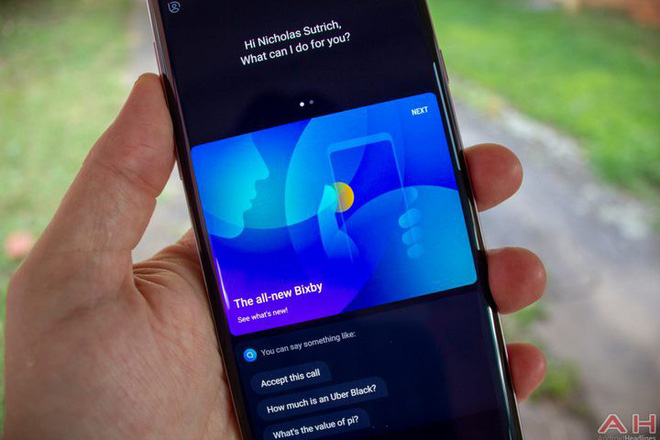 Hi Nicholas Sutrich,
What can I do for you?
NEXT
The all-new Bixby
See what's new!
You can say something like:
Accept this call
How much is an Uber Black?
What's the value of pi?
AH
AndroidHeadlines